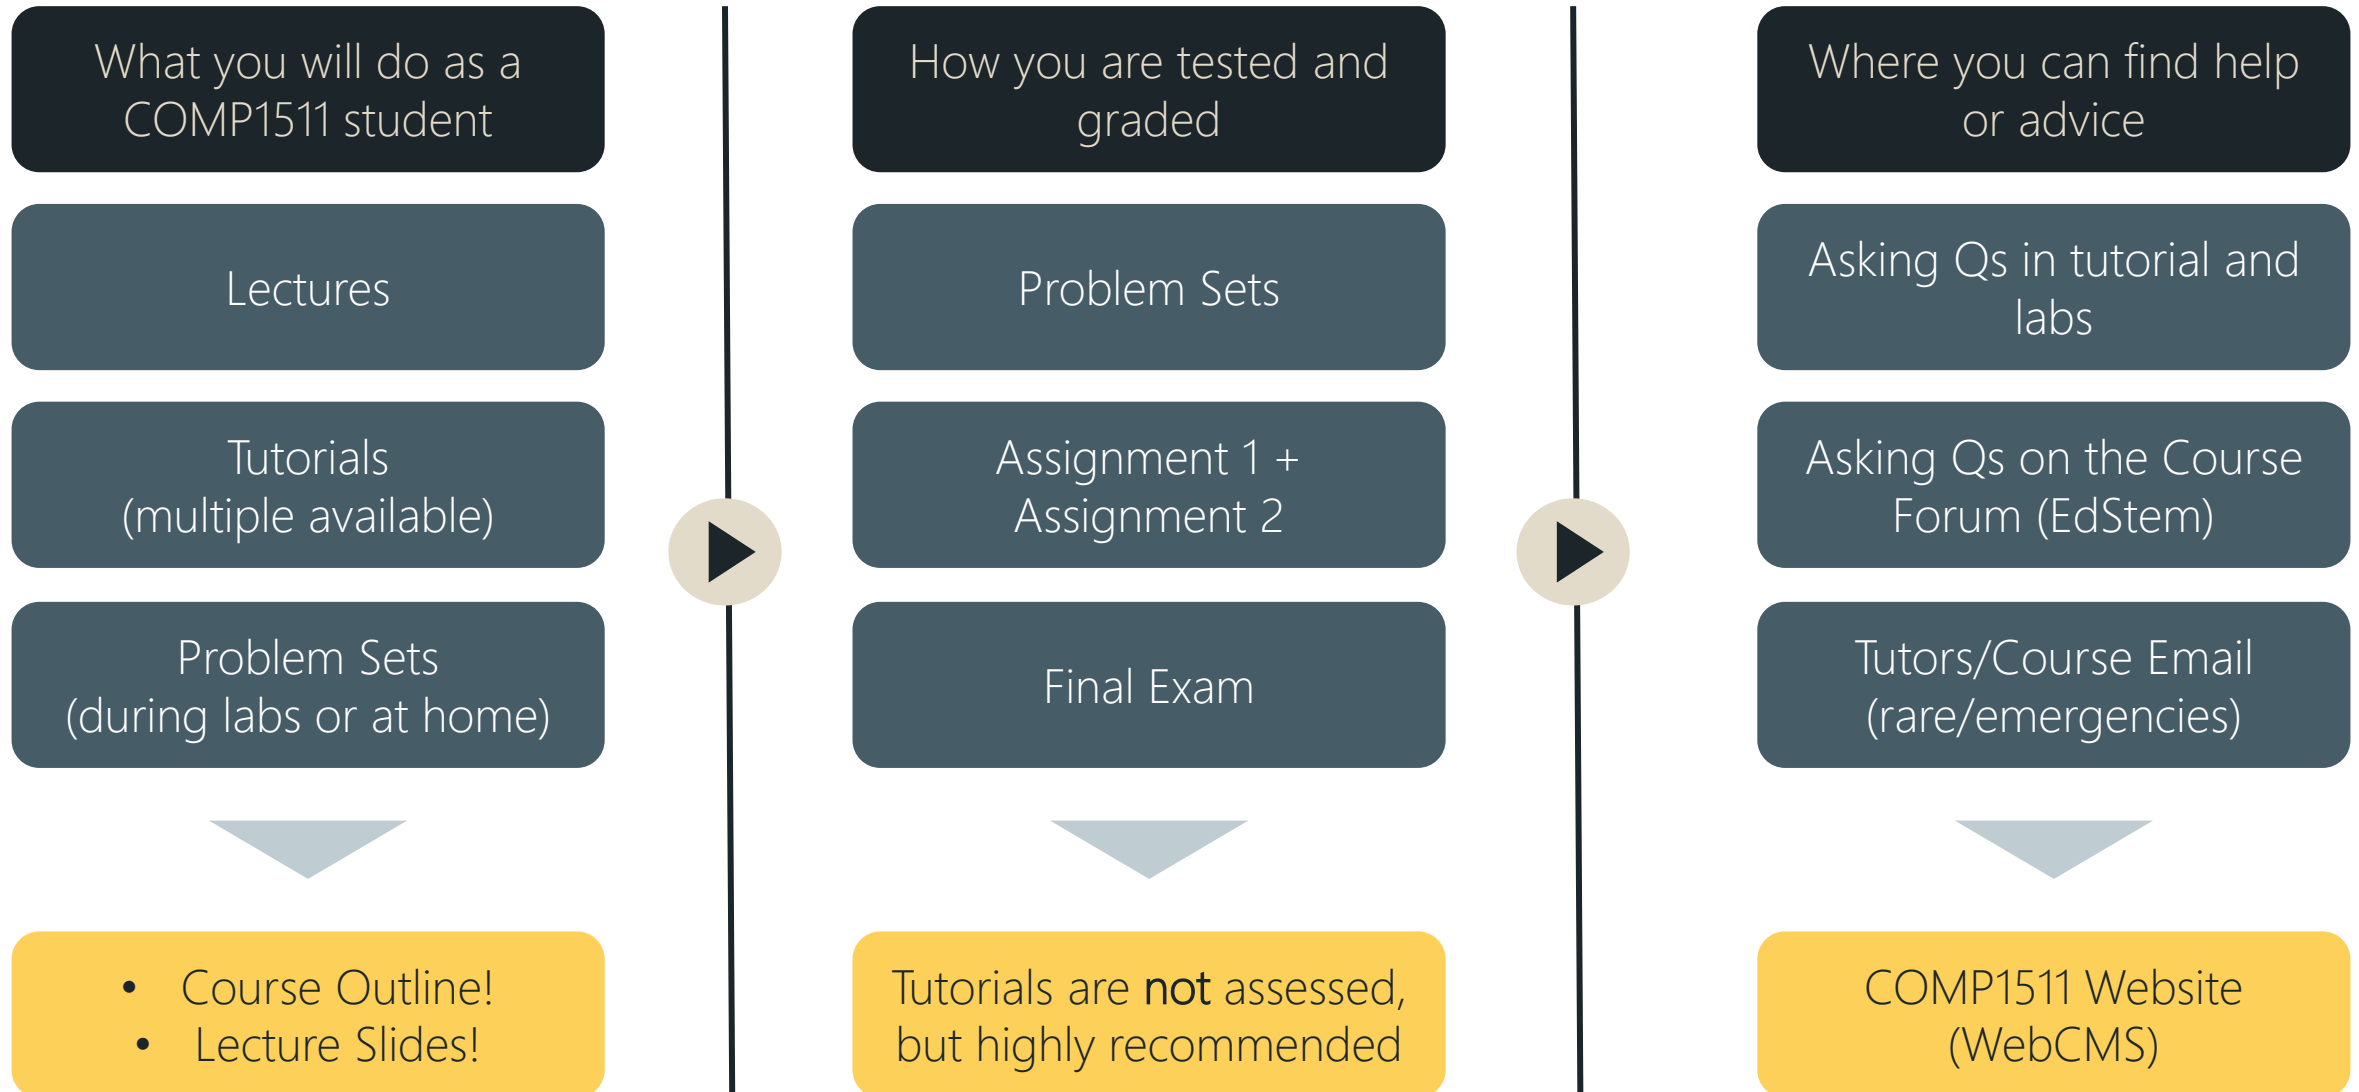 What you will do as a
COMP1511 student
Lectures
Tutorials
(multiple available)
Problem Sets
(during labs or at home)
• Course Outline!
• Lecture Slides!
How you are tested and
graded
Problem Sets
Assignment 1 +
Assignment 2
Final Exam
Tutorials are not assessed,
but highly recommended
Where you can find help
or advice
Asking Qs in tutorial and
labs
Asking Qs on the Course
Forum (EdStem)
Tutors/Course Email
(rare/emergencies)
COMP1511 Website
(WebCMS)